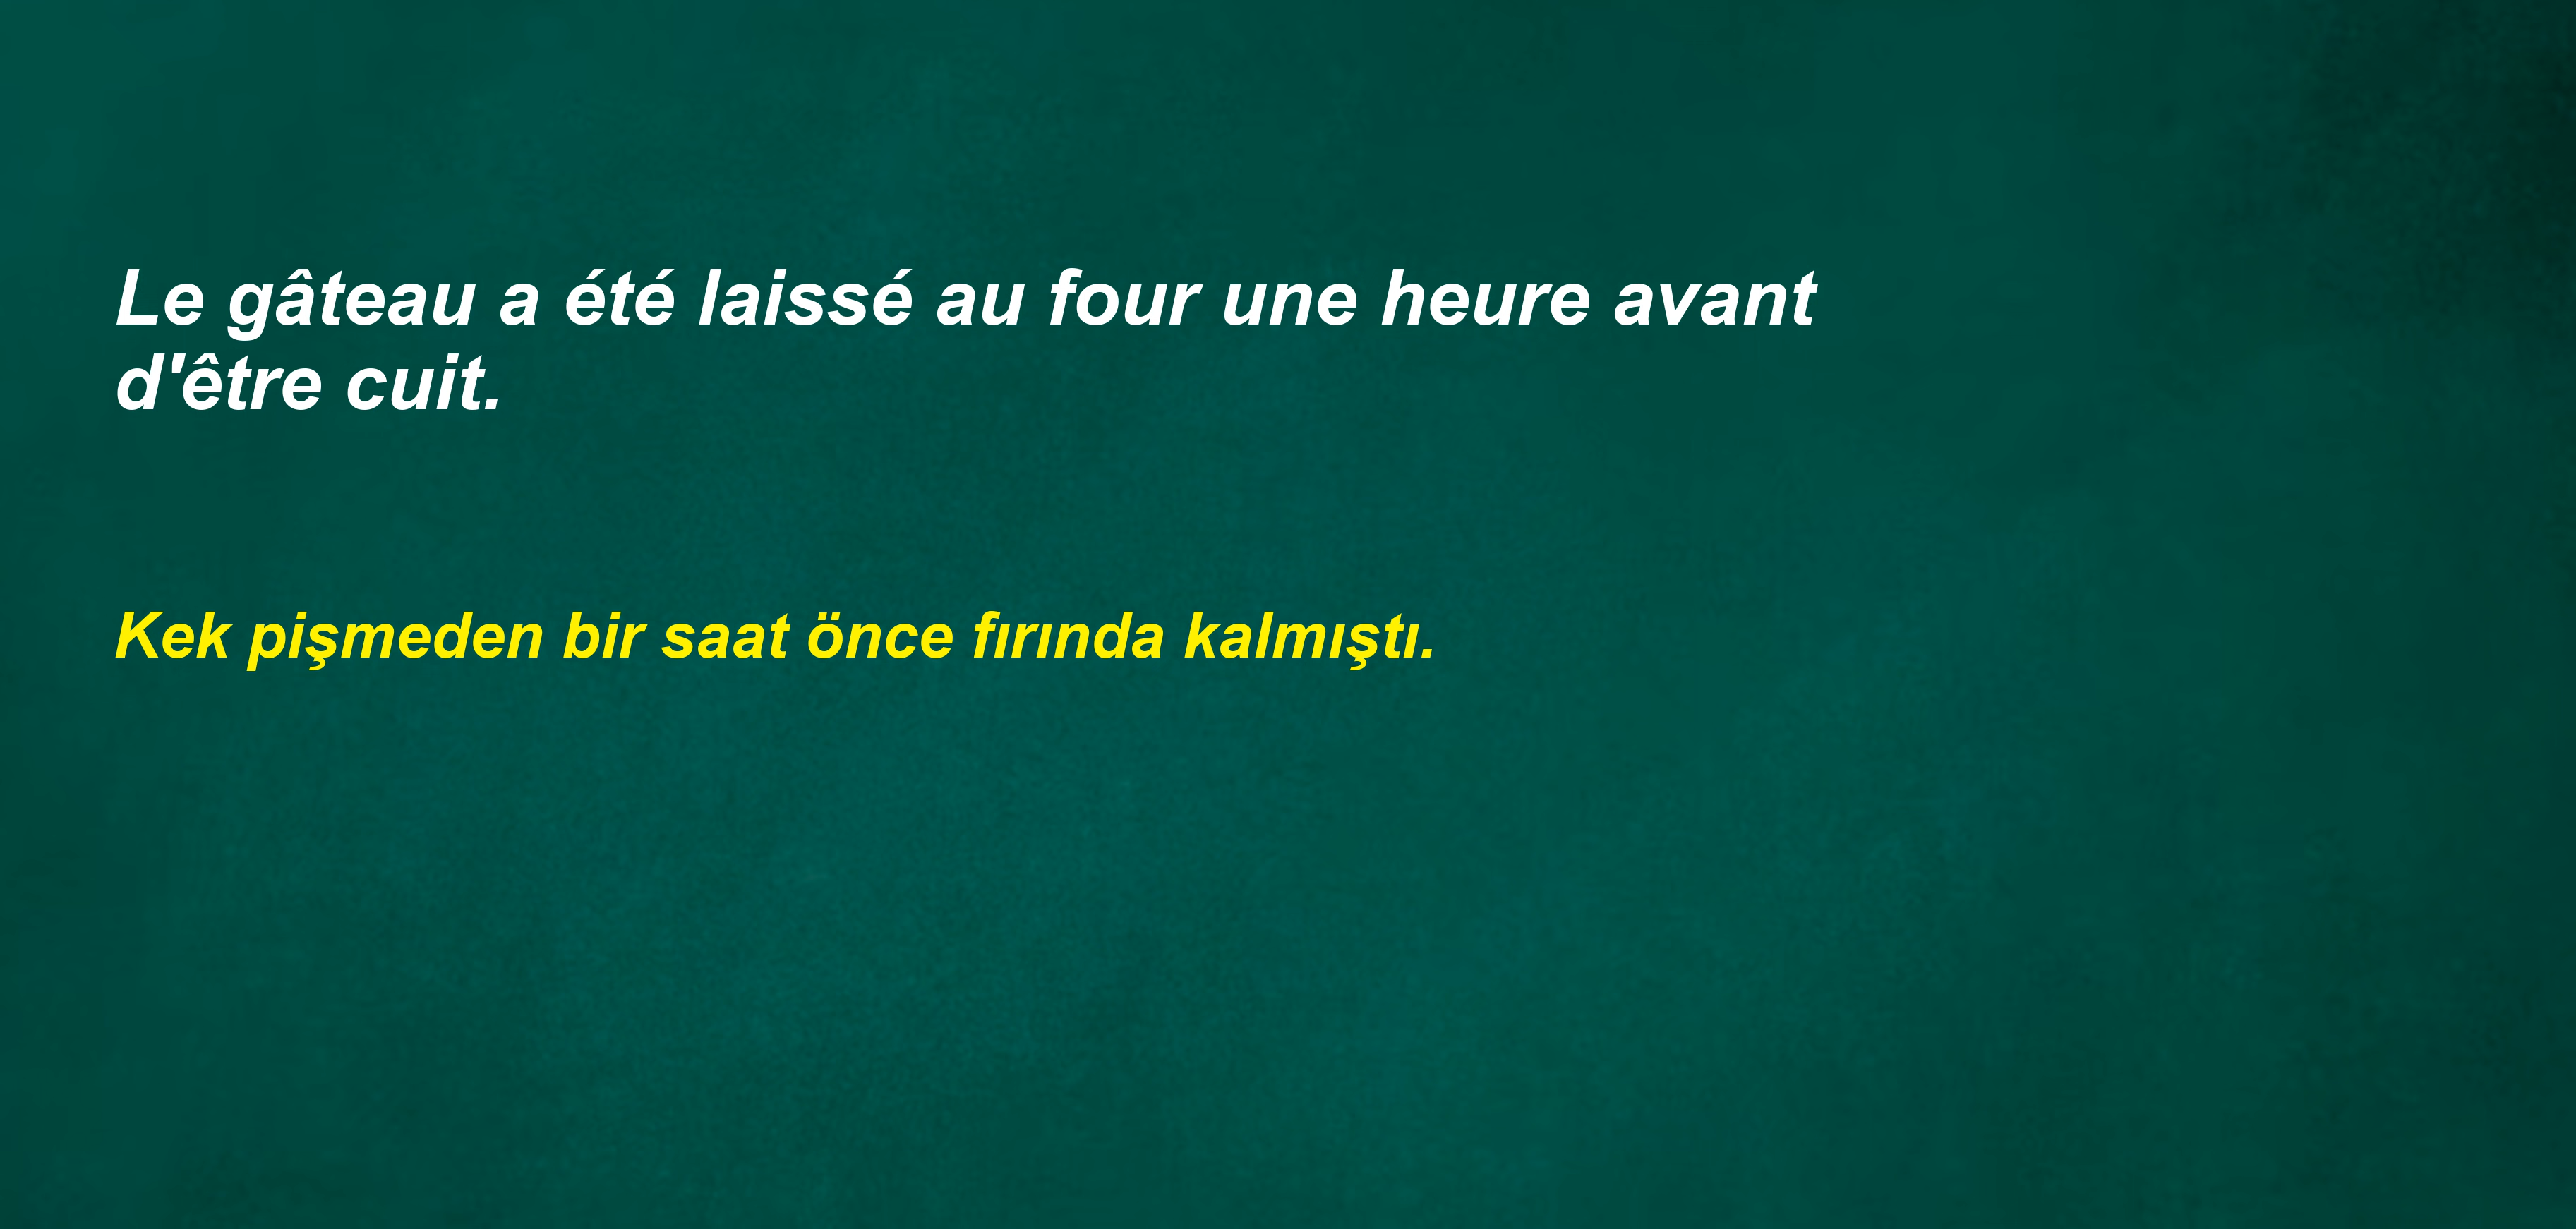 Le gâteau a été laissé au four une heure avant
d'être cuit.
Kek pişmeden bir saat önce fırında kalmıştı.